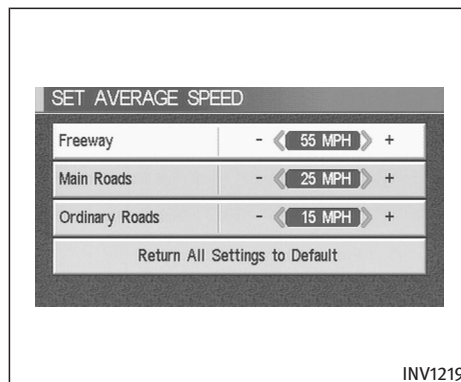 SET AVERAGE SPEED
Freeway - 55 MPH +
Main Roads - 25 MPH +
Ordinary Roads - 15 MPH +
Return All Settings to Default
INV1219